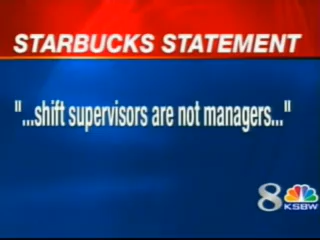 STARBUCKS STATEMENT
"...shift supervisors are not managers..."
8
KSBW